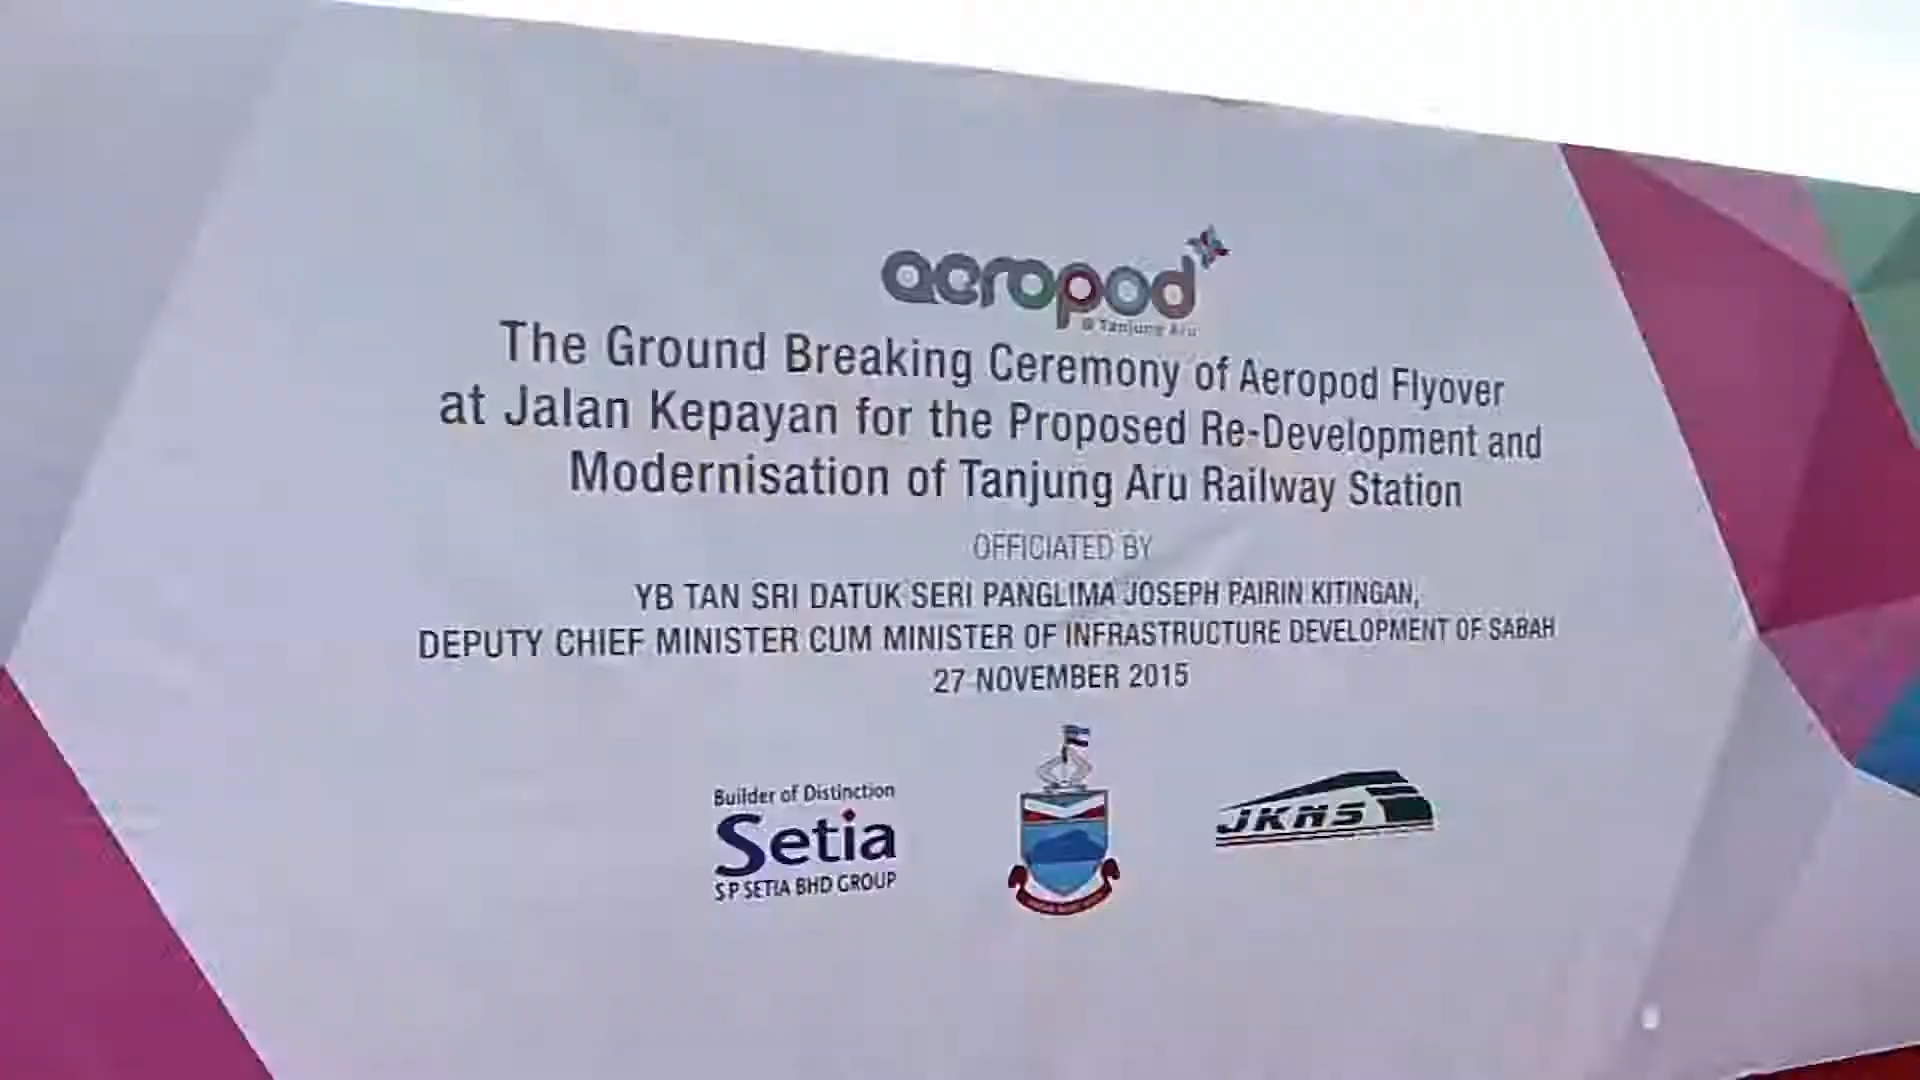 aeropod
@ Tanjung Aru
The Ground Breaking Ceremony of Aeropod Flyover
at Jalan Kepayan for the Proposed Re-Development and
Modernisation of Tanjung Aru Railway Station
OFFICIATED BY
YB TAN SRI DATUK SERI PANGLIMA JOSEPH PAIRIN KITINGAN,
DEPUTY CHIEF MINISTER CUM MINISTER OF INFRASTRUCTURE DEVELOPMENT OF SABAH
27 NOVEMBER 2015
Builder of Distinction
Setia
S P SETIA BHD GROUP
JKNS